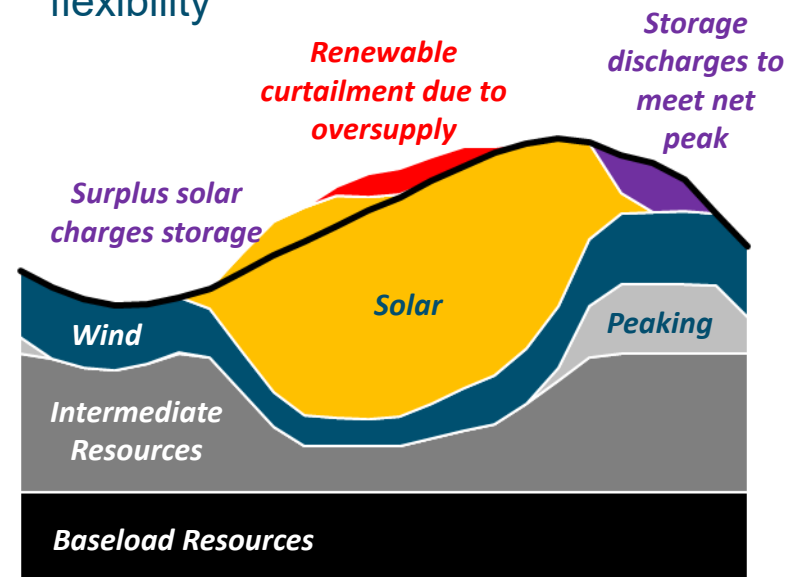 flexibility
Storage
discharges to
meet net
peak
Renewable
curtailment due to
oversupply
Surplus solar
charges storage
Solar
Wind
Peaking
Intermediate
Resources
Baseload Resources